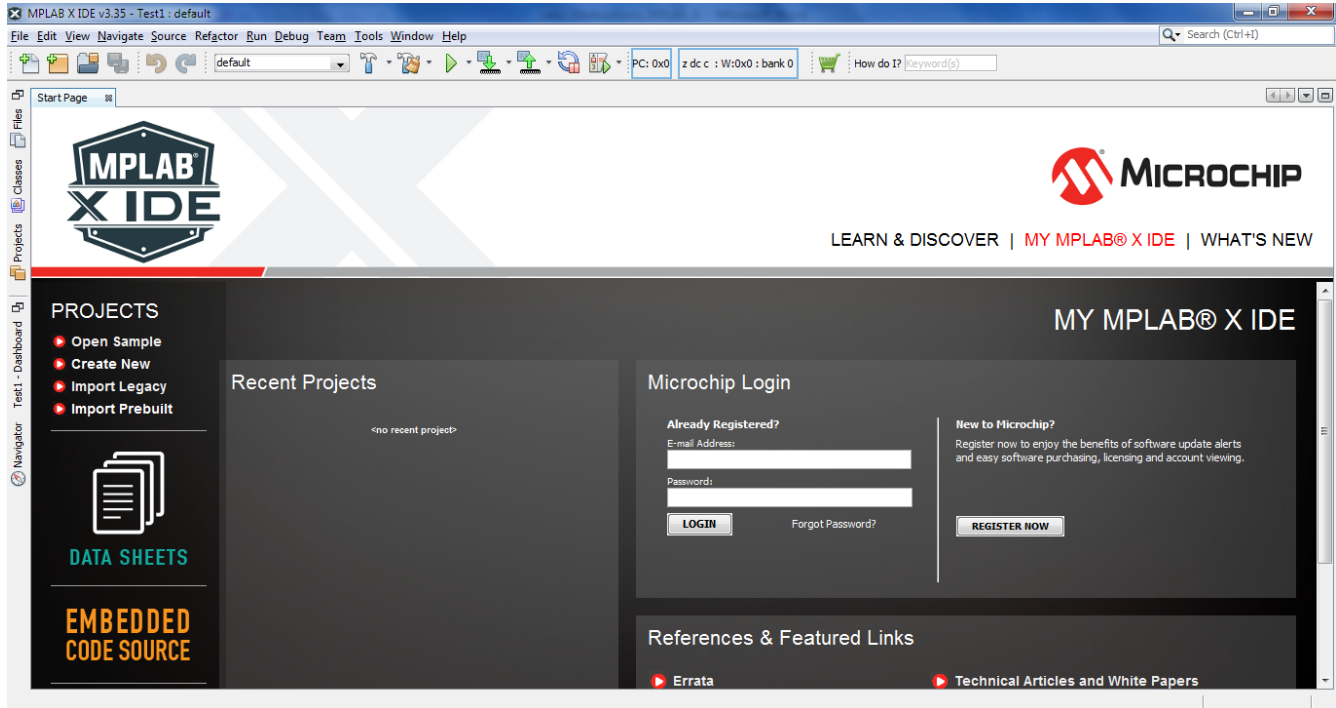 MPLAB X IDE v3.35 - Test1 : default
File Edit View Navigate Source Refactor Run Debug Team Tools Window Help
Search (Ctrl+I)
default
PC: 0x0
z dc c : W:0x0 : bank 0
How do I? Keyword(s)
Start Page
Files
Classes
Projects
Test1 - Dashboard
Navigator
MPLAB®
X IDE
MICROCHIP
LEARN & DISCOVER | MY MPLAB® X IDE | WHAT'S NEW
PROJECTS
Open Sample
Create New
Import Legacy
Import Prebuilt
DATA SHEETS
EMBEDDED
CODE SOURCE
MY MPLAB® X IDE
Recent Projects
<no recent project>
Microchip Login
Already Registered?
E-mail Address:
Password:
LOGIN
Forgot Password?
New to Microchip?
Register now to enjoy the benefits of software update alerts
and easy software purchasing, licensing and account viewing.
REGISTER NOW
References & Featured Links
Errata
Technical Articles and White Papers